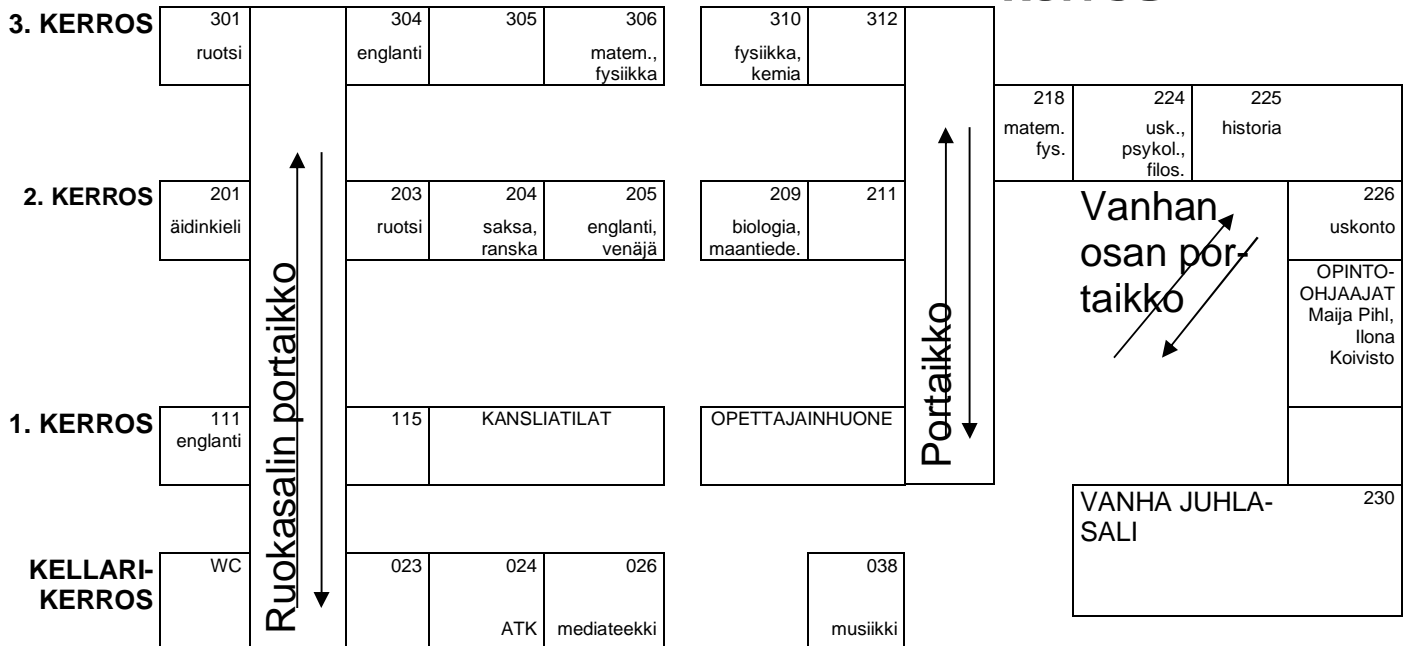 3. KERROS
301
ruotsi
304
englanti
305
306
matem.,
fysiikka
310
fysiikka,
kemia
312
218
matem.
fys.
224
usk.,
psykol.,
filos.
225
historia
2. KERROS
201
äidinkieli
203
ruotsi
204
saksa,
ranska
205
englanti,
venäjä
209
biologia,
maantiede.
211
Vanhan
osan por-
taikko
226
uskonto
OPINTO-
OHJAAJAT
Maija Pihl,
Ilona
Koivisto
Ruokasalin portaikko
Portaikko
1. KERROS
111
englanti
115
KANSLIATILAT
OPETTAJAINHUONE
VANHA JUHLA-
SALI
230
KELLARI-
KERROS
WC
023
024
ATK
026
mediateekki
038
musiikki